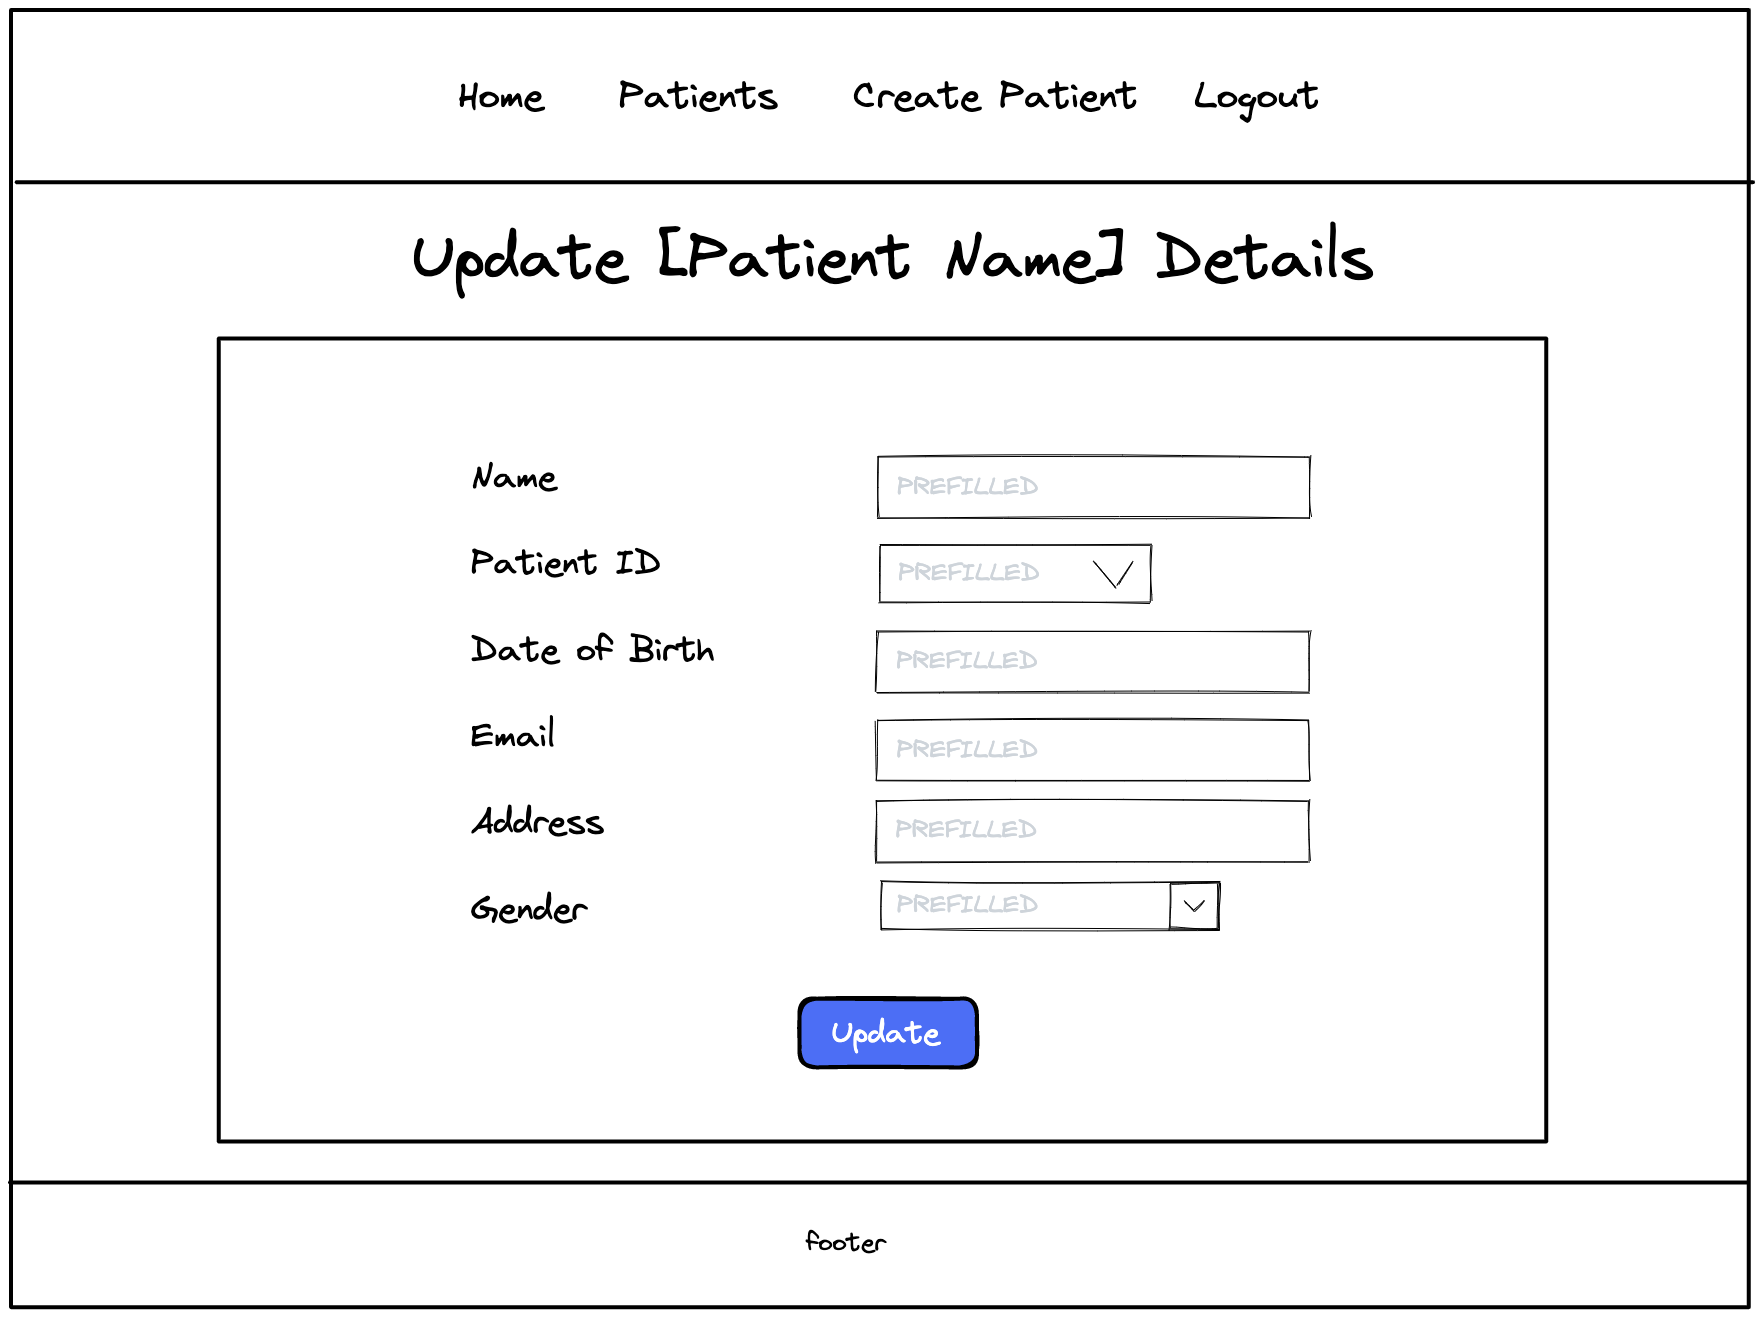 Home Patients Create Patient Logout
Update [Patient Name] Details
Name PREFILLED
Patient ID PREFILLED
Date of Birth PREFILLED
Email PREFILLED
Address PREFILLED
Gender PREFILLED
Update
footer